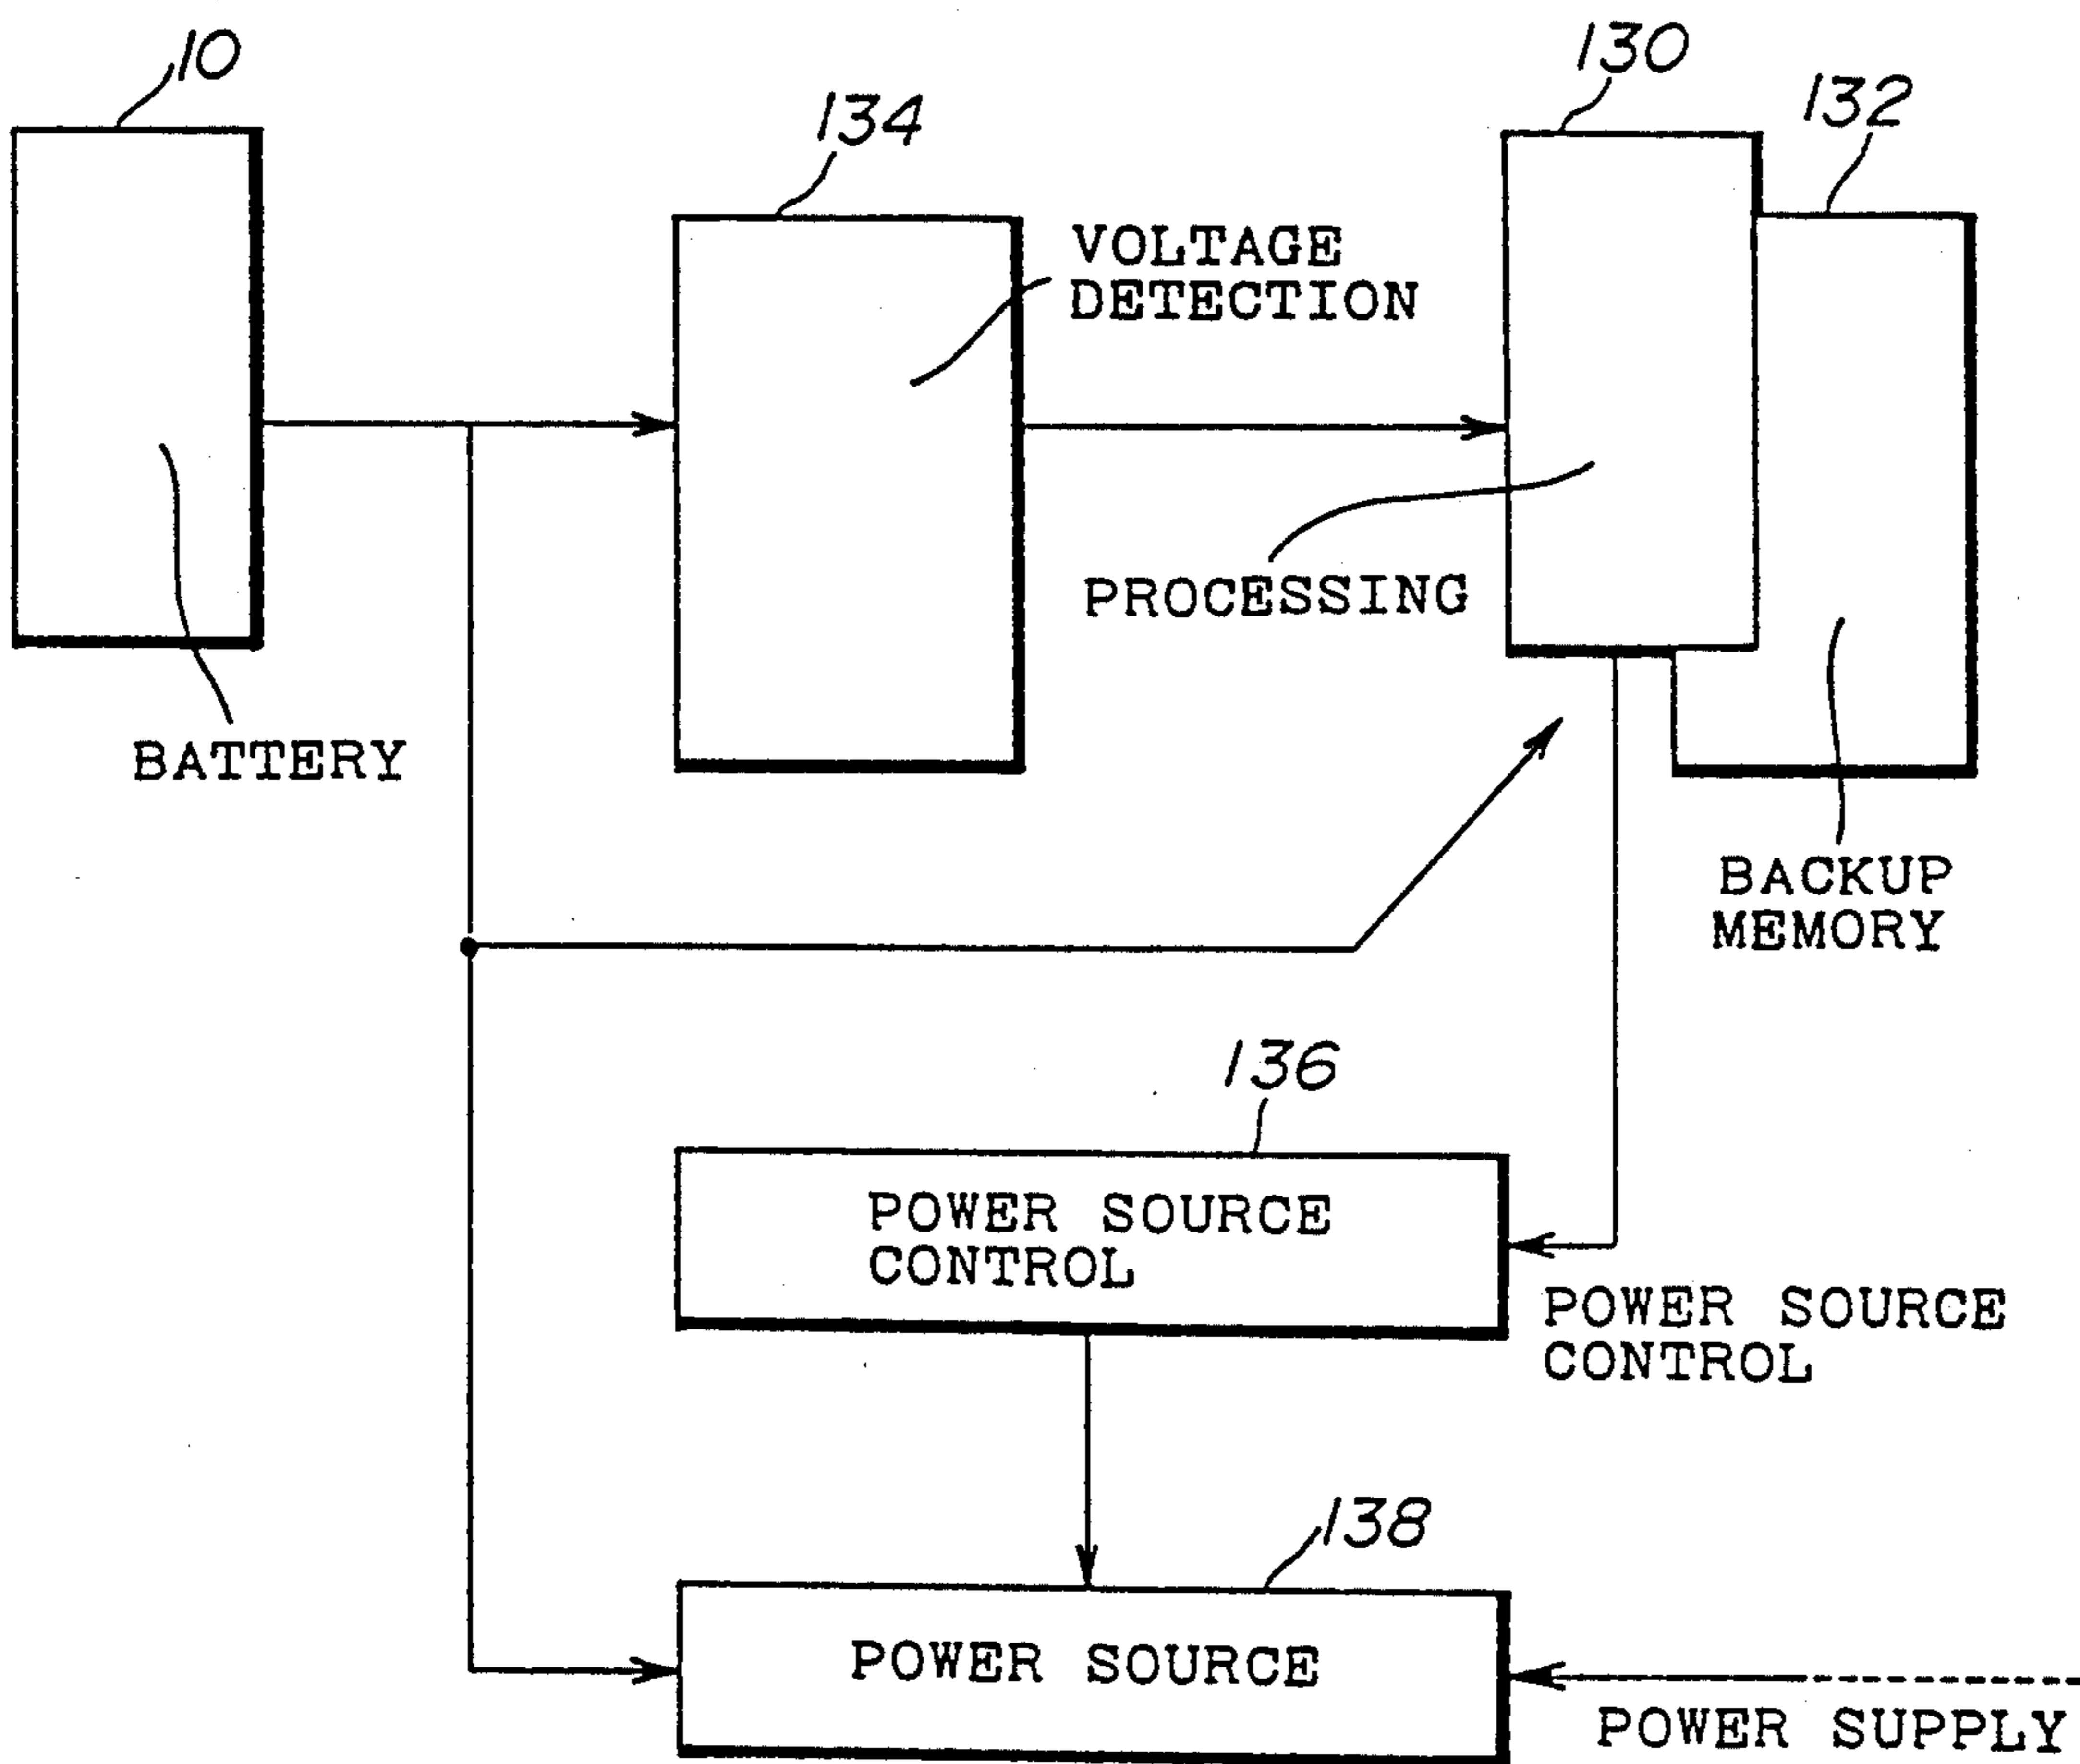 10
134
130
132
VOLTAGE
DETECTION
PROCESSING
BATTERY
BACKUP
MEMORY
136
POWER SOURCE
CONTROL
POWER SOURCE
CONTROL
138
POWER SOURCE
POWER SUPPLY